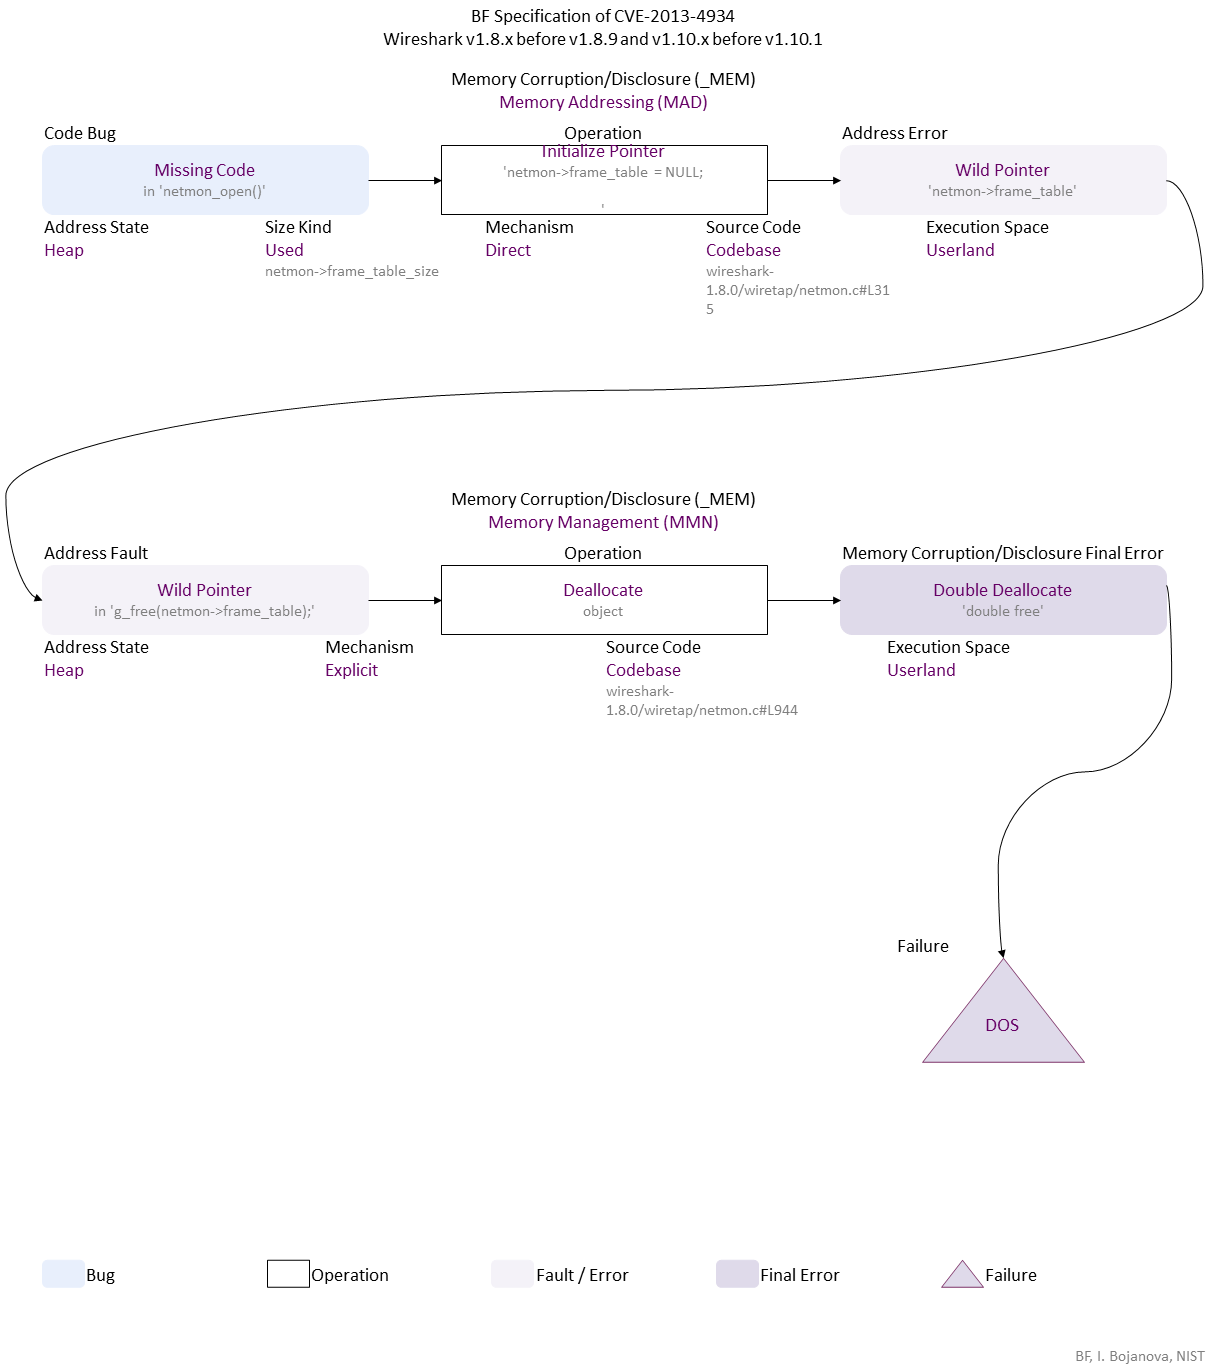 BF Specification of CVE-2013-4934
Wireshark v1.8.x before v1.8.9 and v1.10.x before v1.10.1
Memory Corruption/Disclosure (_MEM)
Memory Addressing (MAD)
Code Bug
Operation
Address Error
Missing Code
in 'netmon_open()'
Initialize Pointer
'netmon->frame_table = NULL;
'
Wild Pointer
'netmon->frame_table'
Address State
Heap
Size Kind
Used
netmon->frame_table_size
Mechanism
Direct
Source Code
Codebase
wireshark-
1.8.0/wiretap/netmon.c#L31
5
Execution Space
Userland
Memory Corruption/Disclosure (_MEM)
Memory Management (MMN)
Address Fault
Operation
Memory Corruption/Disclosure Final Error
Wild Pointer
in 'g_free(netmon->frame_table);'
Deallocate
object
Double Deallocate
'double free'
Address State
Heap
Mechanism
Explicit
Source Code
Codebase
wireshark-
1.8.0/wiretap/netmon.c#L944
Execution Space
Userland
Failure
DOS
Bug
Operation
Fault / Error
Final Error
Failure
BF, I. Bojanova, NIST